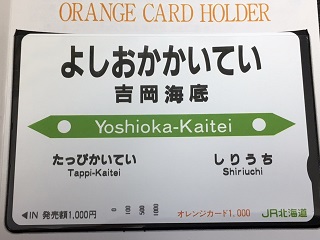 ORANGE CARD HOLDER
よしおかかいてい
吉岡海底
Yoshioka-Kaitei
たっぴかいてい しりうち
Tappi-Kaitei Shiriuchi
◀IN 発売額1,000円 0 100 500 1000 オレンジカード1,000 JR北海道